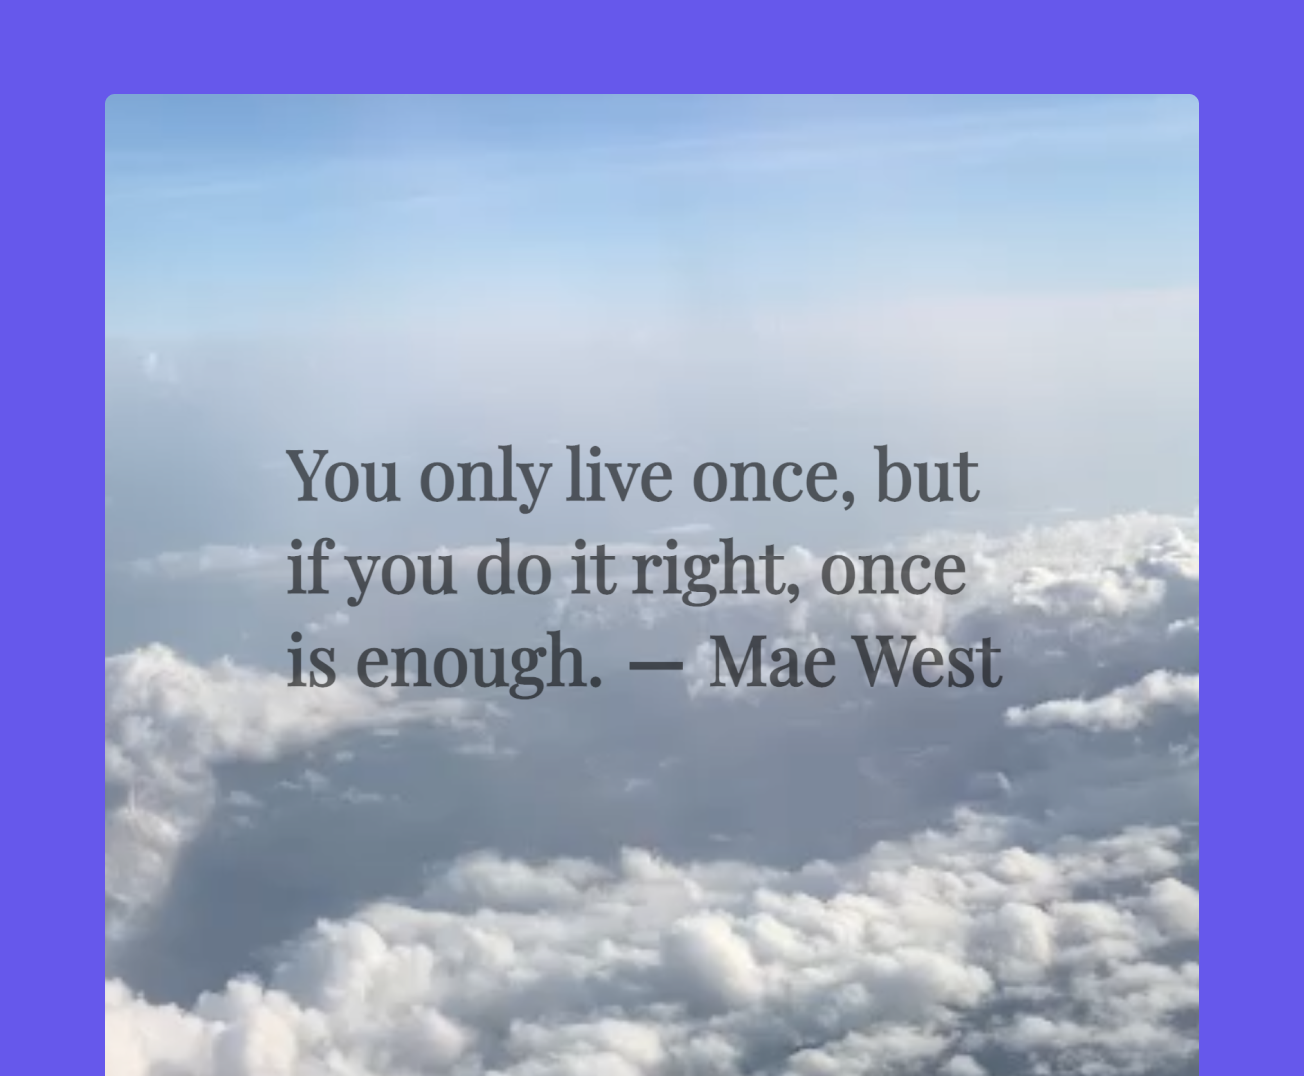 You only live once, but
if you do it right, once
is enough. — Mae West